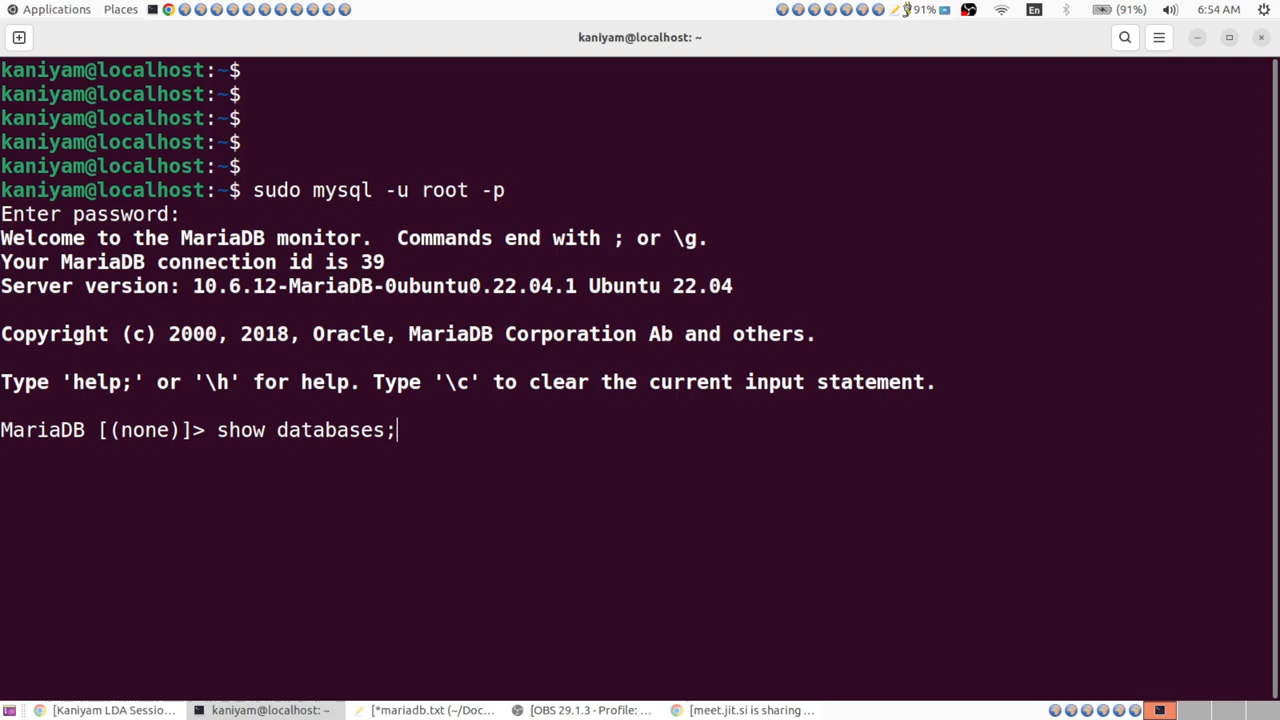 Applications Places 91% En (91%) 6:54 AM
kaniyam@localhost: ~
kaniyam@localhost:~$
kaniyam@localhost:~$
kaniyam@localhost:~$
kaniyam@localhost:~$
kaniyam@localhost:~$
kaniyam@localhost:~$ sudo mysql -u root -p
Enter password:
Welcome to the MariaDB monitor.  Commands end with ; or \g.
Your MariaDB connection id is 39
Server version: 10.6.12-MariaDB-0ubuntu0.22.04.1 Ubuntu 22.04
Copyright (c) 2000, 2018, Oracle, MariaDB Corporation Ab and others.
Type 'help;' or '\h' for help. Type '\c' to clear the current input statement.
MariaDB [(none)]> show databases;
[Kaniyam LDA Sessio... kaniyam@localhost: ~ [*mariadb.txt (~/Doc... [OBS 29.1.3 - Profile: ... [meet.jit.si is sharing ...